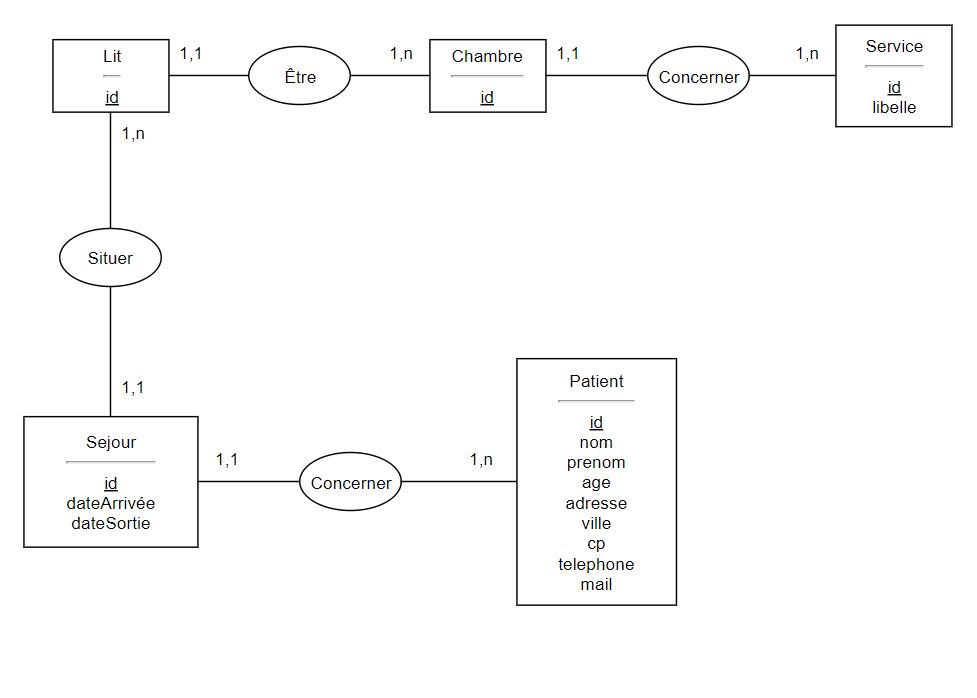 Lit
id
1,1
Être
1,n
Chambre
id
1,1
Concerner
1,n
Service
id
libelle
1,n
Situer
1,1
Sejour
id
dateArrivée
dateSortie
1,1
Concerner
1,n
Patient
id
nom
prenom
age
adresse
ville
cp
telephone
mail